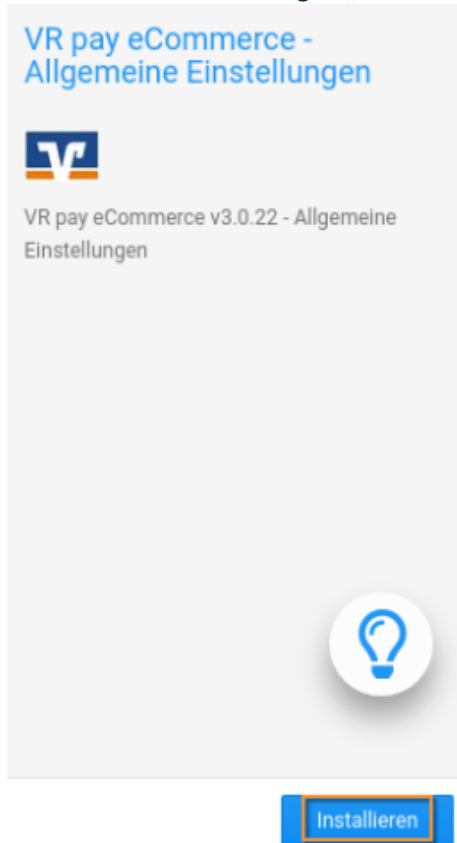 VR pay eCommerce -
Allgemeine Einstellungen
VR pay eCommerce v3.0.22 - Allgemeine
Einstellungen
Installieren